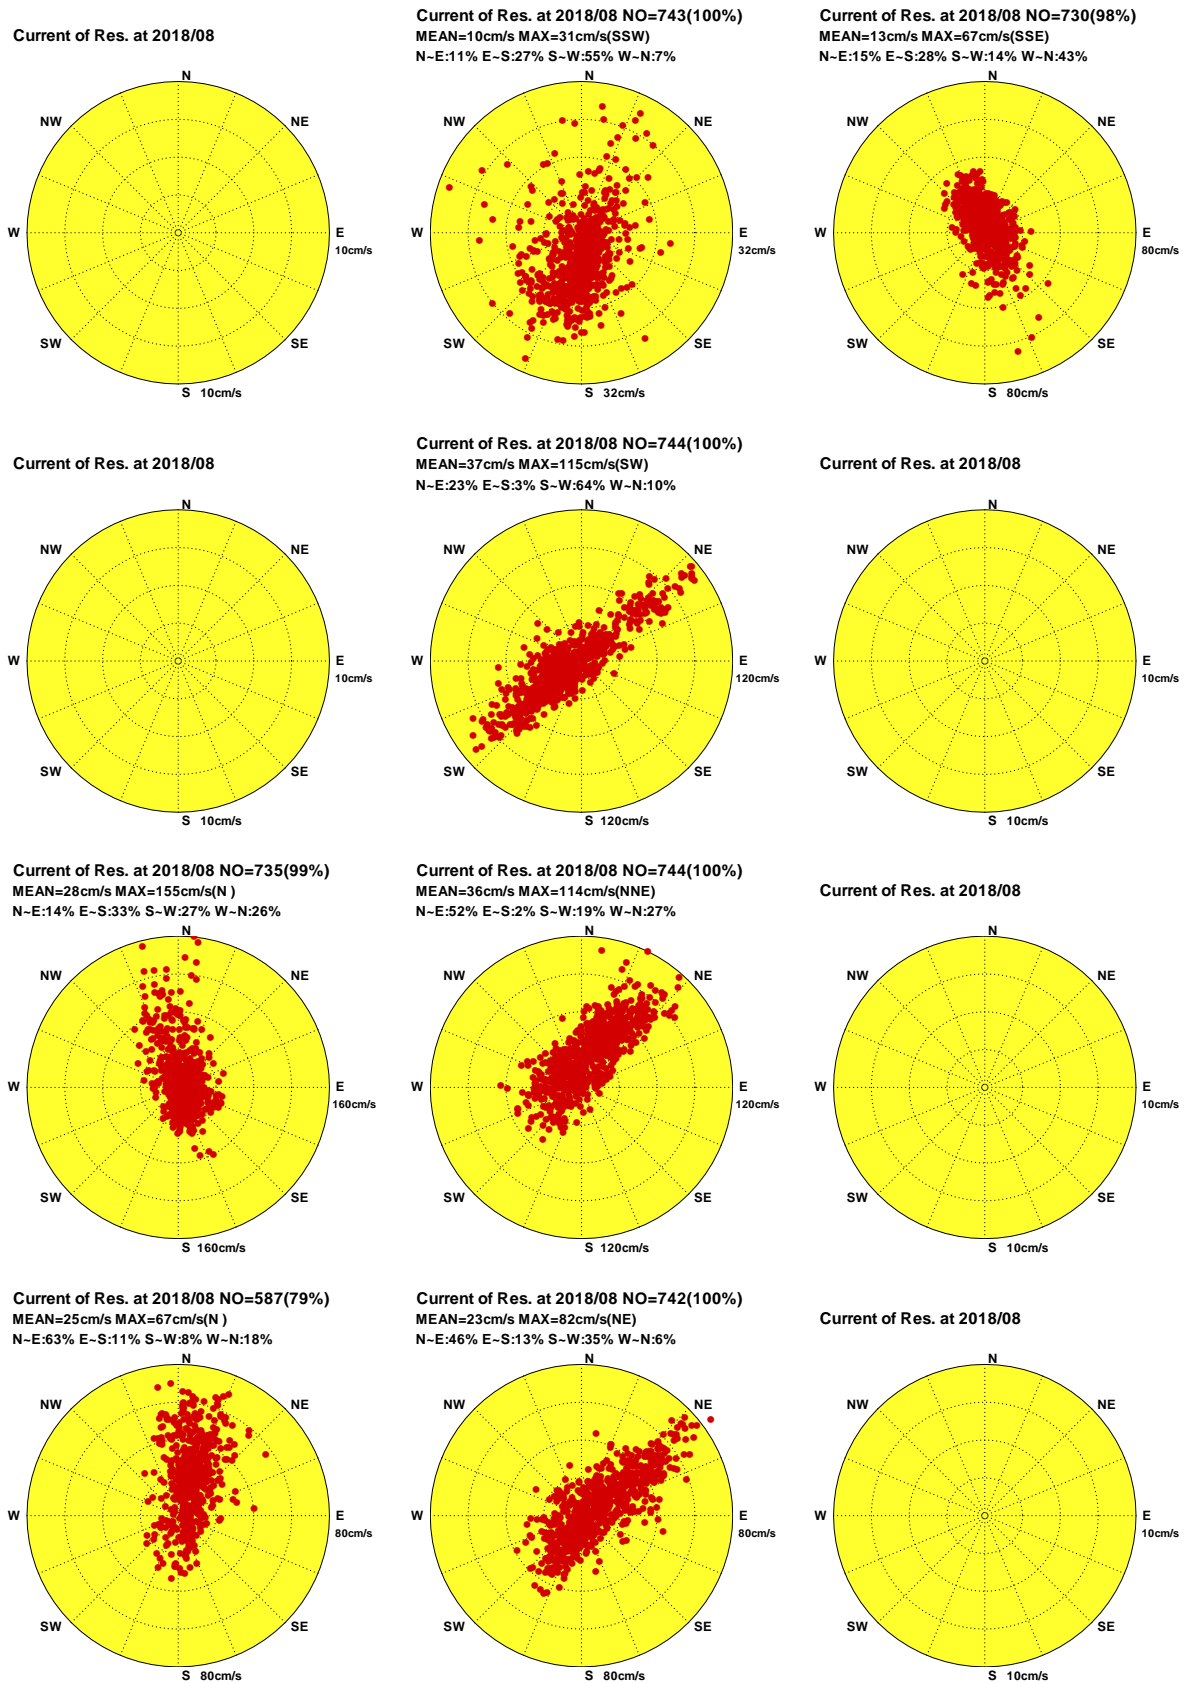 Current of Res. at 2018/08
N
NW
NE
W
E
10cm/s
SW
SE
S 10cm/s
Current of Res. at 2018/08 NO=743(100%)
MEAN=10cm/s MAX=31cm/s(SSW)
N~E:11% E~S:27% S~W:55% W~N:7%
N
NW
NE
W
E
32cm/s
SW
SE
S 32cm/s
Current of Res. at 2018/08 NO=730(98%)
MEAN=13cm/s MAX=67cm/s(SSE)
N~E:15% E~S:28% S~W:14% W~N:43%
N
NW
NE
W
E
80cm/s
SW
SE
S 80cm/s
Current of Res. at 2018/08
N
NW
NE
W
E
10cm/s
SW
SE
S 10cm/s
Current of Res. at 2018/08 NO=744(100%)
MEAN=37cm/s MAX=115cm/s(SW)
N~E:23% E~S:3% S~W:64% W~N:10%
N
NW
NE
W
E
120cm/s
SW
SE
S 120cm/s
Current of Res. at 2018/08
N
NW
NE
W
E
10cm/s
SW
SE
S 10cm/s
Current of Res. at 2018/08 NO=735(99%)
MEAN=28cm/s MAX=155cm/s(N )
N~E:14% E~S:33% S~W:27% W~N:26%
N
NW
NE
W
E
160cm/s
SW
SE
S 160cm/s
Current of Res. at 2018/08 NO=744(100%)
MEAN=36cm/s MAX=114cm/s(NNE)
N~E:52% E~S:2% S~W:19% W~N:27%
N
NW
NE
W
E
120cm/s
SW
SE
S 120cm/s
Current of Res. at 2018/08
N
NW
NE
W
E
10cm/s
SW
SE
S 10cm/s
Current of Res. at 2018/08 NO=587(79%)
MEAN=25cm/s MAX=67cm/s(N )
N~E:63% E~S:11% S~W:8% W~N:18%
N
NW
NE
W
E
80cm/s
SW
SE
S 80cm/s
Current of Res. at 2018/08 NO=742(100%)
MEAN=23cm/s MAX=82cm/s(NE)
N~E:46% E~S:13% S~W:35% W~N:6%
N
NW
NE
W
E
80cm/s
SW
SE
S 80cm/s
Current of Res. at 2018/08
N
NW
NE
W
E
10cm/s
SW
SE
S 10cm/s